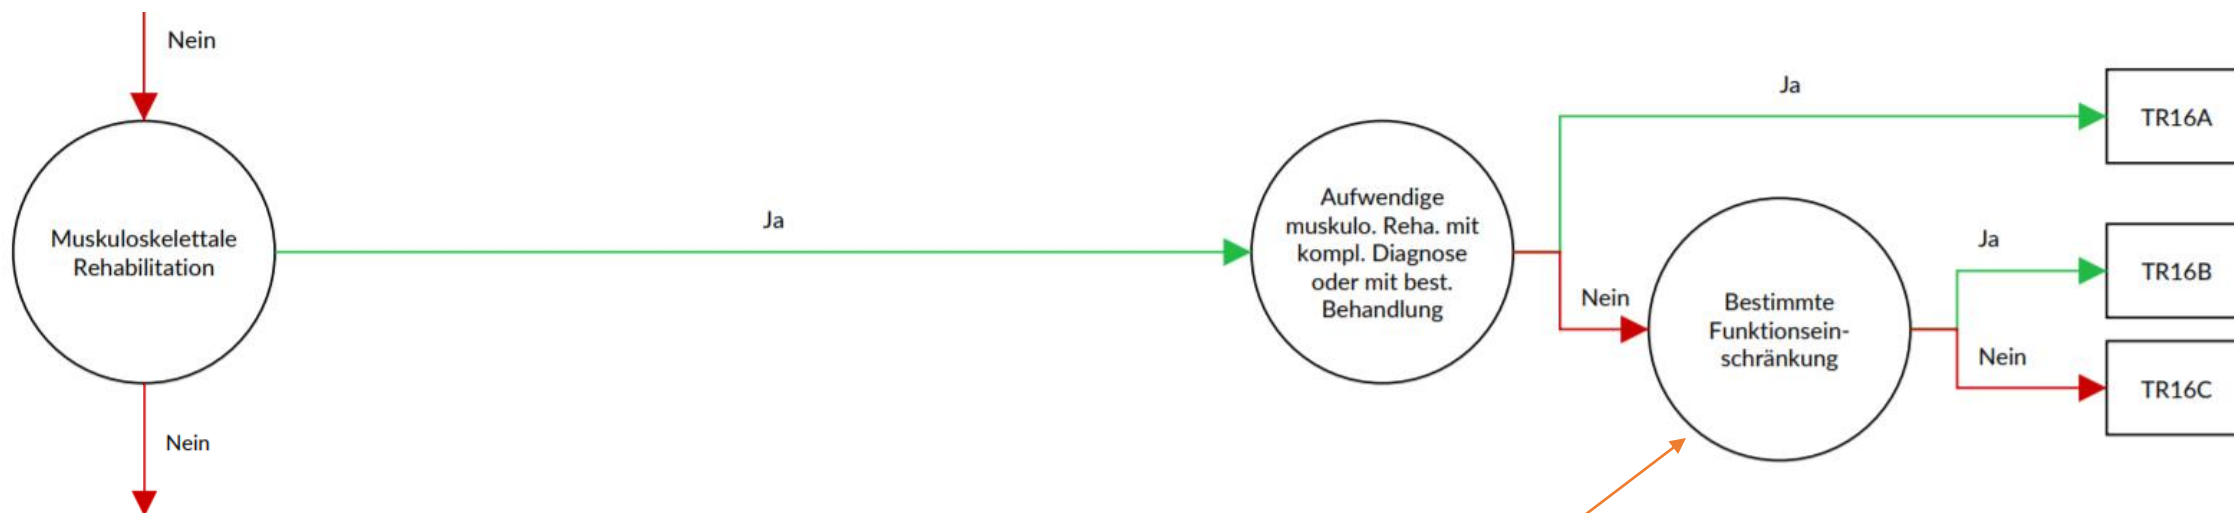 Nein
Muskuloskelettale
Rehabilitation
Nein
Ja
Aufwendige
muskulo. Reha. mit
kompl. Diagnose
oder mit best.
Behandlung
Ja
Nein
Bestimmte
Funktionsein-
schränkung
Ja
Nein
TR16A
TR16B
TR16C